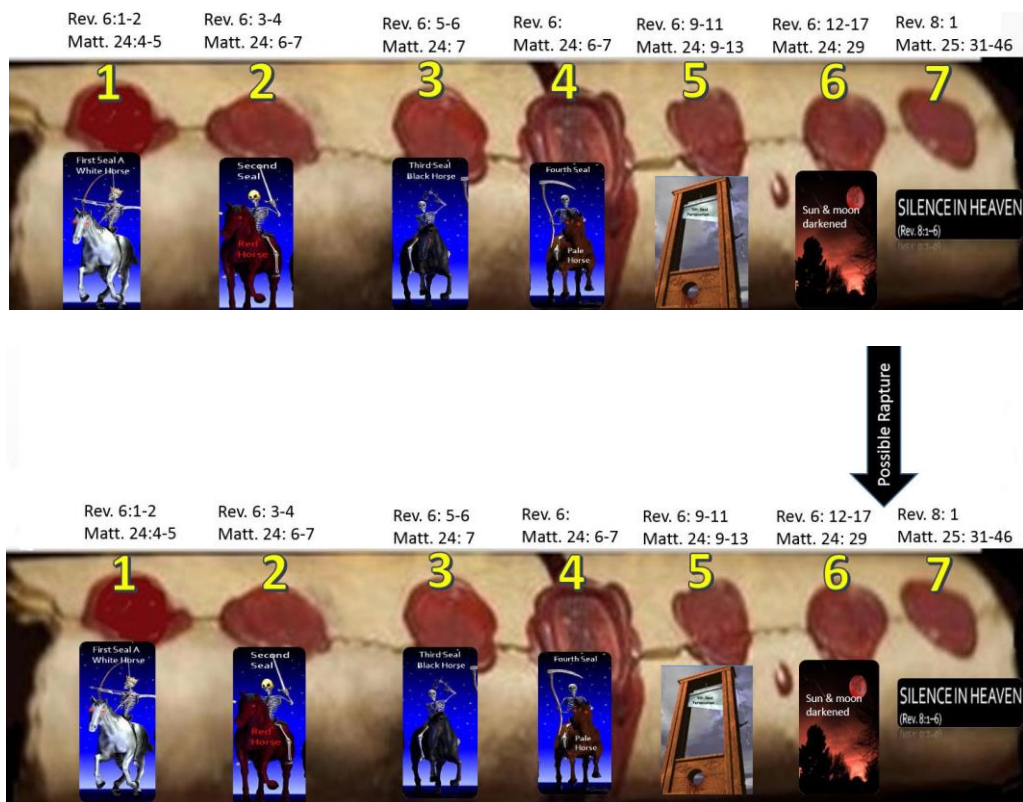 Rev. 6:1-2
Matt. 24:4-5
Rev. 6: 3-4
Matt. 24: 6-7
Rev. 6: 5-6
Matt. 24: 7
Rev. 6:
Matt. 24: 6-7
Rev. 6: 9-11
Matt. 24: 9-13
Rev. 6: 12-17
Matt. 24: 29
Rev. 8: 1
Matt. 25: 31-46
1
2
3
4
5
6
7
First Seal A
White Horse
Second
Seal
Red
Horse
Third Seal
Black Horse
Fourth Seal
Pale
Horse
Sun & moon
darkened
SILENCE IN HEAVEN
(Rev. 8:1-6)
Possible Rapture
Rev. 6:1-2
Matt. 24:4-5
Rev. 6: 3-4
Matt. 24: 6-7
Rev. 6: 5-6
Matt. 24: 7
Rev. 6:
Matt. 24: 6-7
Rev. 6: 9-11
Matt. 24: 9-13
Rev. 6: 12-17
Matt. 24: 29
Rev. 8: 1
Matt. 25: 31-46
1
2
3
4
5
6
7
First Seal A
White Horse
Second
Seal
Red
Horse
Third Seal
Black Horse
Fourth Seal
Pale
Horse
Sun & moon
darkened
SILENCE IN HEAVEN
(Rev. 8:1-6)